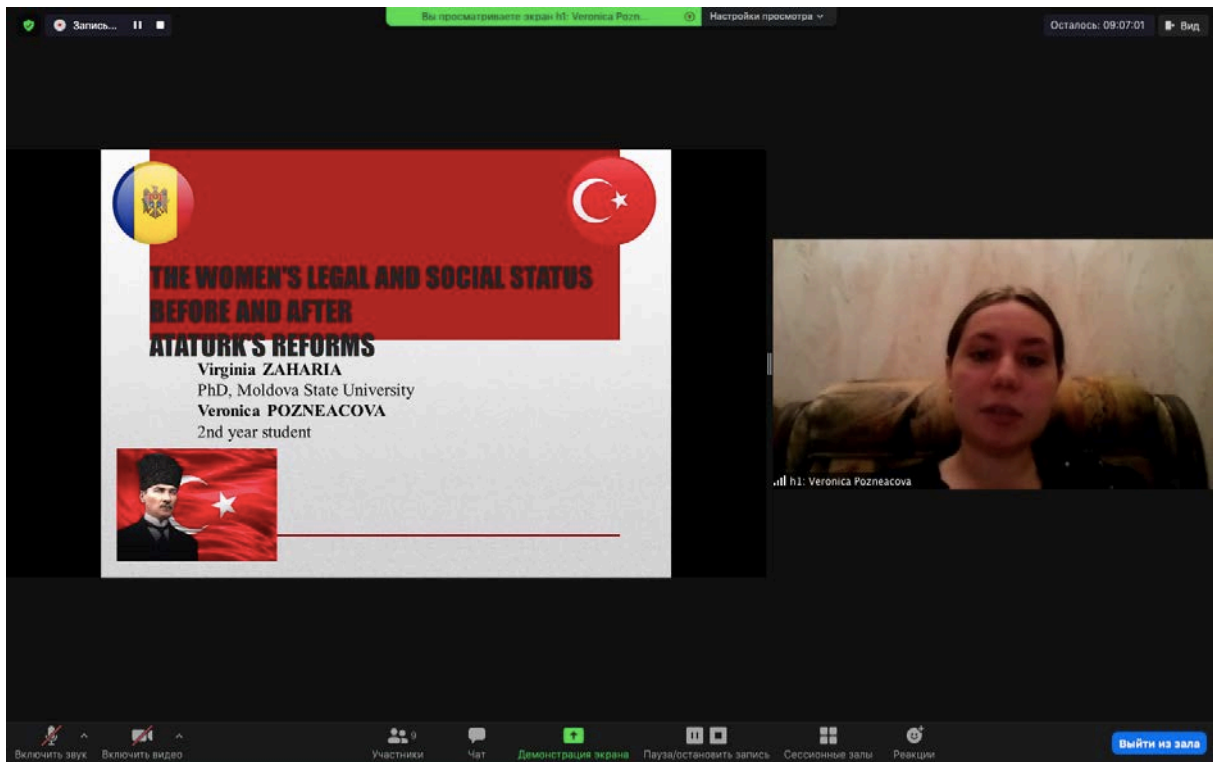 Запись...
Вы просматриваете экран h1: Veronica Pozn...
Настройки просмотра
Осталось: 09:07:01
Вид
THE WOMEN'S LEGAL AND SOCIAL STATUS
BEFORE AND AFTER
ATATURK'S REFORMS
Virginia ZAHARIA
PhD, Moldova State University
Veronica POZNEACOVA
2nd year student
h1: Veronica Pozneacova
Включить звук
Включить видео
Участники
Чат
Демонстрация экрана
Пауза/остановить запись
Сессионные залы
Реакции
Выйти из зала